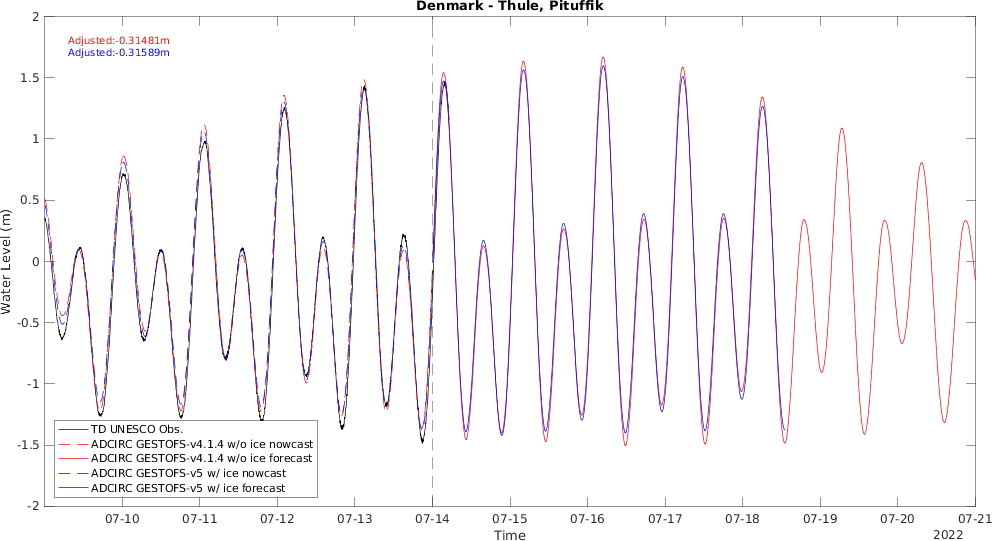 Denmark - Thule, Pituffik
Adjusted:-0.31481m
Adjusted:-0.31589m
2
1.5
1
0.5
0
-0.5
-1
-1.5
-2
Water Level (m)
TD UNESCO Obs.
ADCIRC GESTOFS-v4.1.4 w/o ice nowcast
ADCIRC GESTOFS-v4.1.4 w/o ice forecast
ADCIRC GESTOFS-v5 w/ ice nowcast
ADCIRC GESTOFS-v5 w/ ice forecast
07-10 07-11 07-12 07-13 07-14 07-15 07-16 07-17 07-18 07-19 07-20 07-21
Time
2022